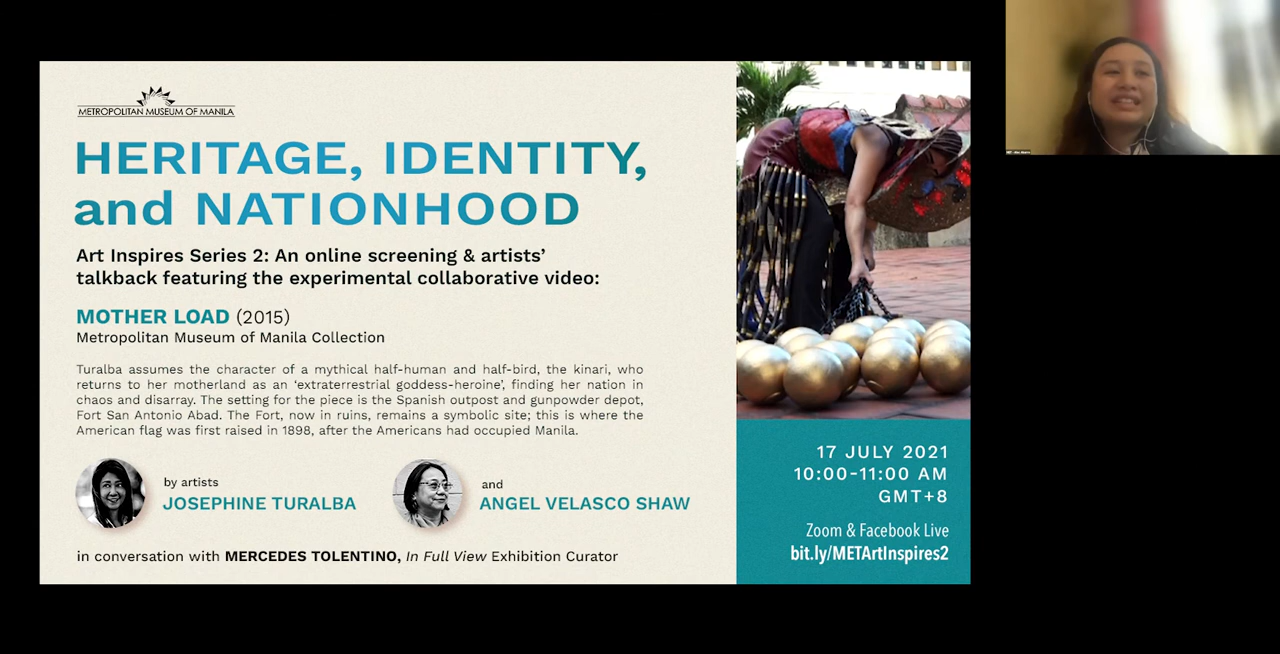 METROPOLITAN MUSEUM OF MANILA
HERITAGE, IDENTITY,
and NATIONHOOD
Art Inspires Series 2: An online screening & artists’
talkback featuring the experimental collaborative video:
MOTHER LOAD (2015)
Metropolitan Museum of Manila Collection
Turalba assumes the character of a mythical half-human and half-bird, the kinari, who
returns to her motherland as an ‘extraterrestrial goddess-heroine’, finding her nation in
chaos and disarray. The setting for the piece is the Spanish outpost and gunpowder depot,
Fort San Antonio Abad. The Fort, now in ruins, remains a symbolic site; this is where the
American flag was first raised in 1898, after the Americans had occupied Manila.
by artists
JOSEPHINE TURALBA
and
ANGEL VELASCO SHAW
in conversation with MERCEDES TOLENTINO, In Full View Exhibition Curator
17 JULY 2021
10:00-11:00 AM
GMT+8
Zoom & Facebook Live
bit.ly/METArtInspires2